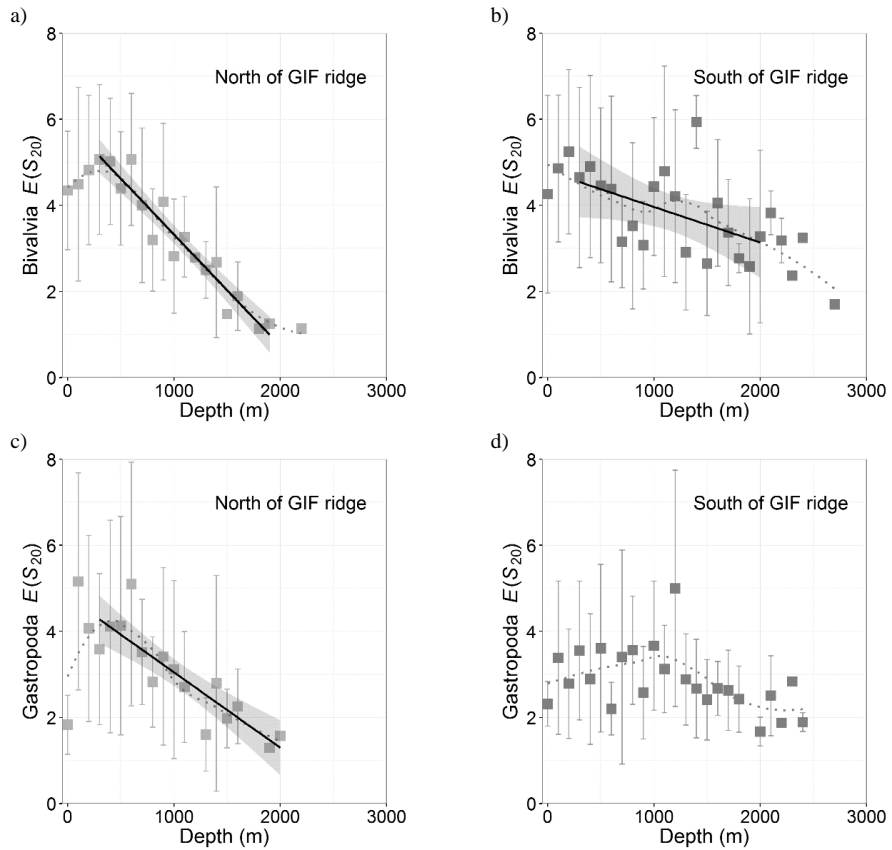 a)
North of GIF ridge
Bivalvia E(S20)
8
6
4
2
0
0 1000 2000 3000
Depth (m)
b)
South of GIF ridge
Bivalvia E(S20)
8
6
4
2
0
0 1000 2000 3000
Depth (m)
c)
North of GIF ridge
Gastropoda E(S20)
8
6
4
2
0
0 1000 2000 3000
Depth (m)
d)
South of GIF ridge
Gastropoda E(S20)
8
6
4
2
0
0 1000 2000 3000
Depth (m)